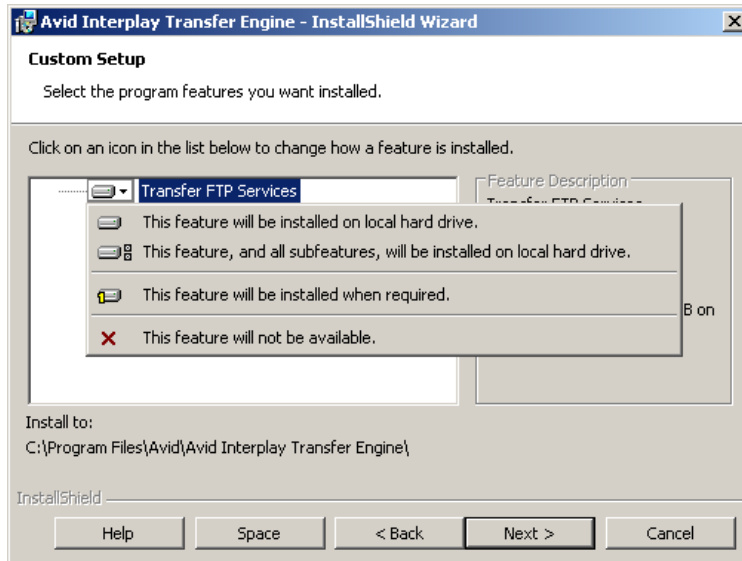 Avid Interplay Transfer Engine - InstallShield Wizard
Custom Setup
Select the program features you want installed.
Click on an icon in the list below to change how a feature is installed.
Transfer FTP Services
Feature Description
Transfer FTP Services
This feature will be installed on local hard drive.
This feature, and all subfeatures, will be installed on local hard drive.
This feature will be installed when required.
B on
This feature will not be available.
Install to:
C:\Program Files\Avid\Avid Interplay Transfer Engine\
InstallShield
Help
Space
< Back
Next >
Cancel